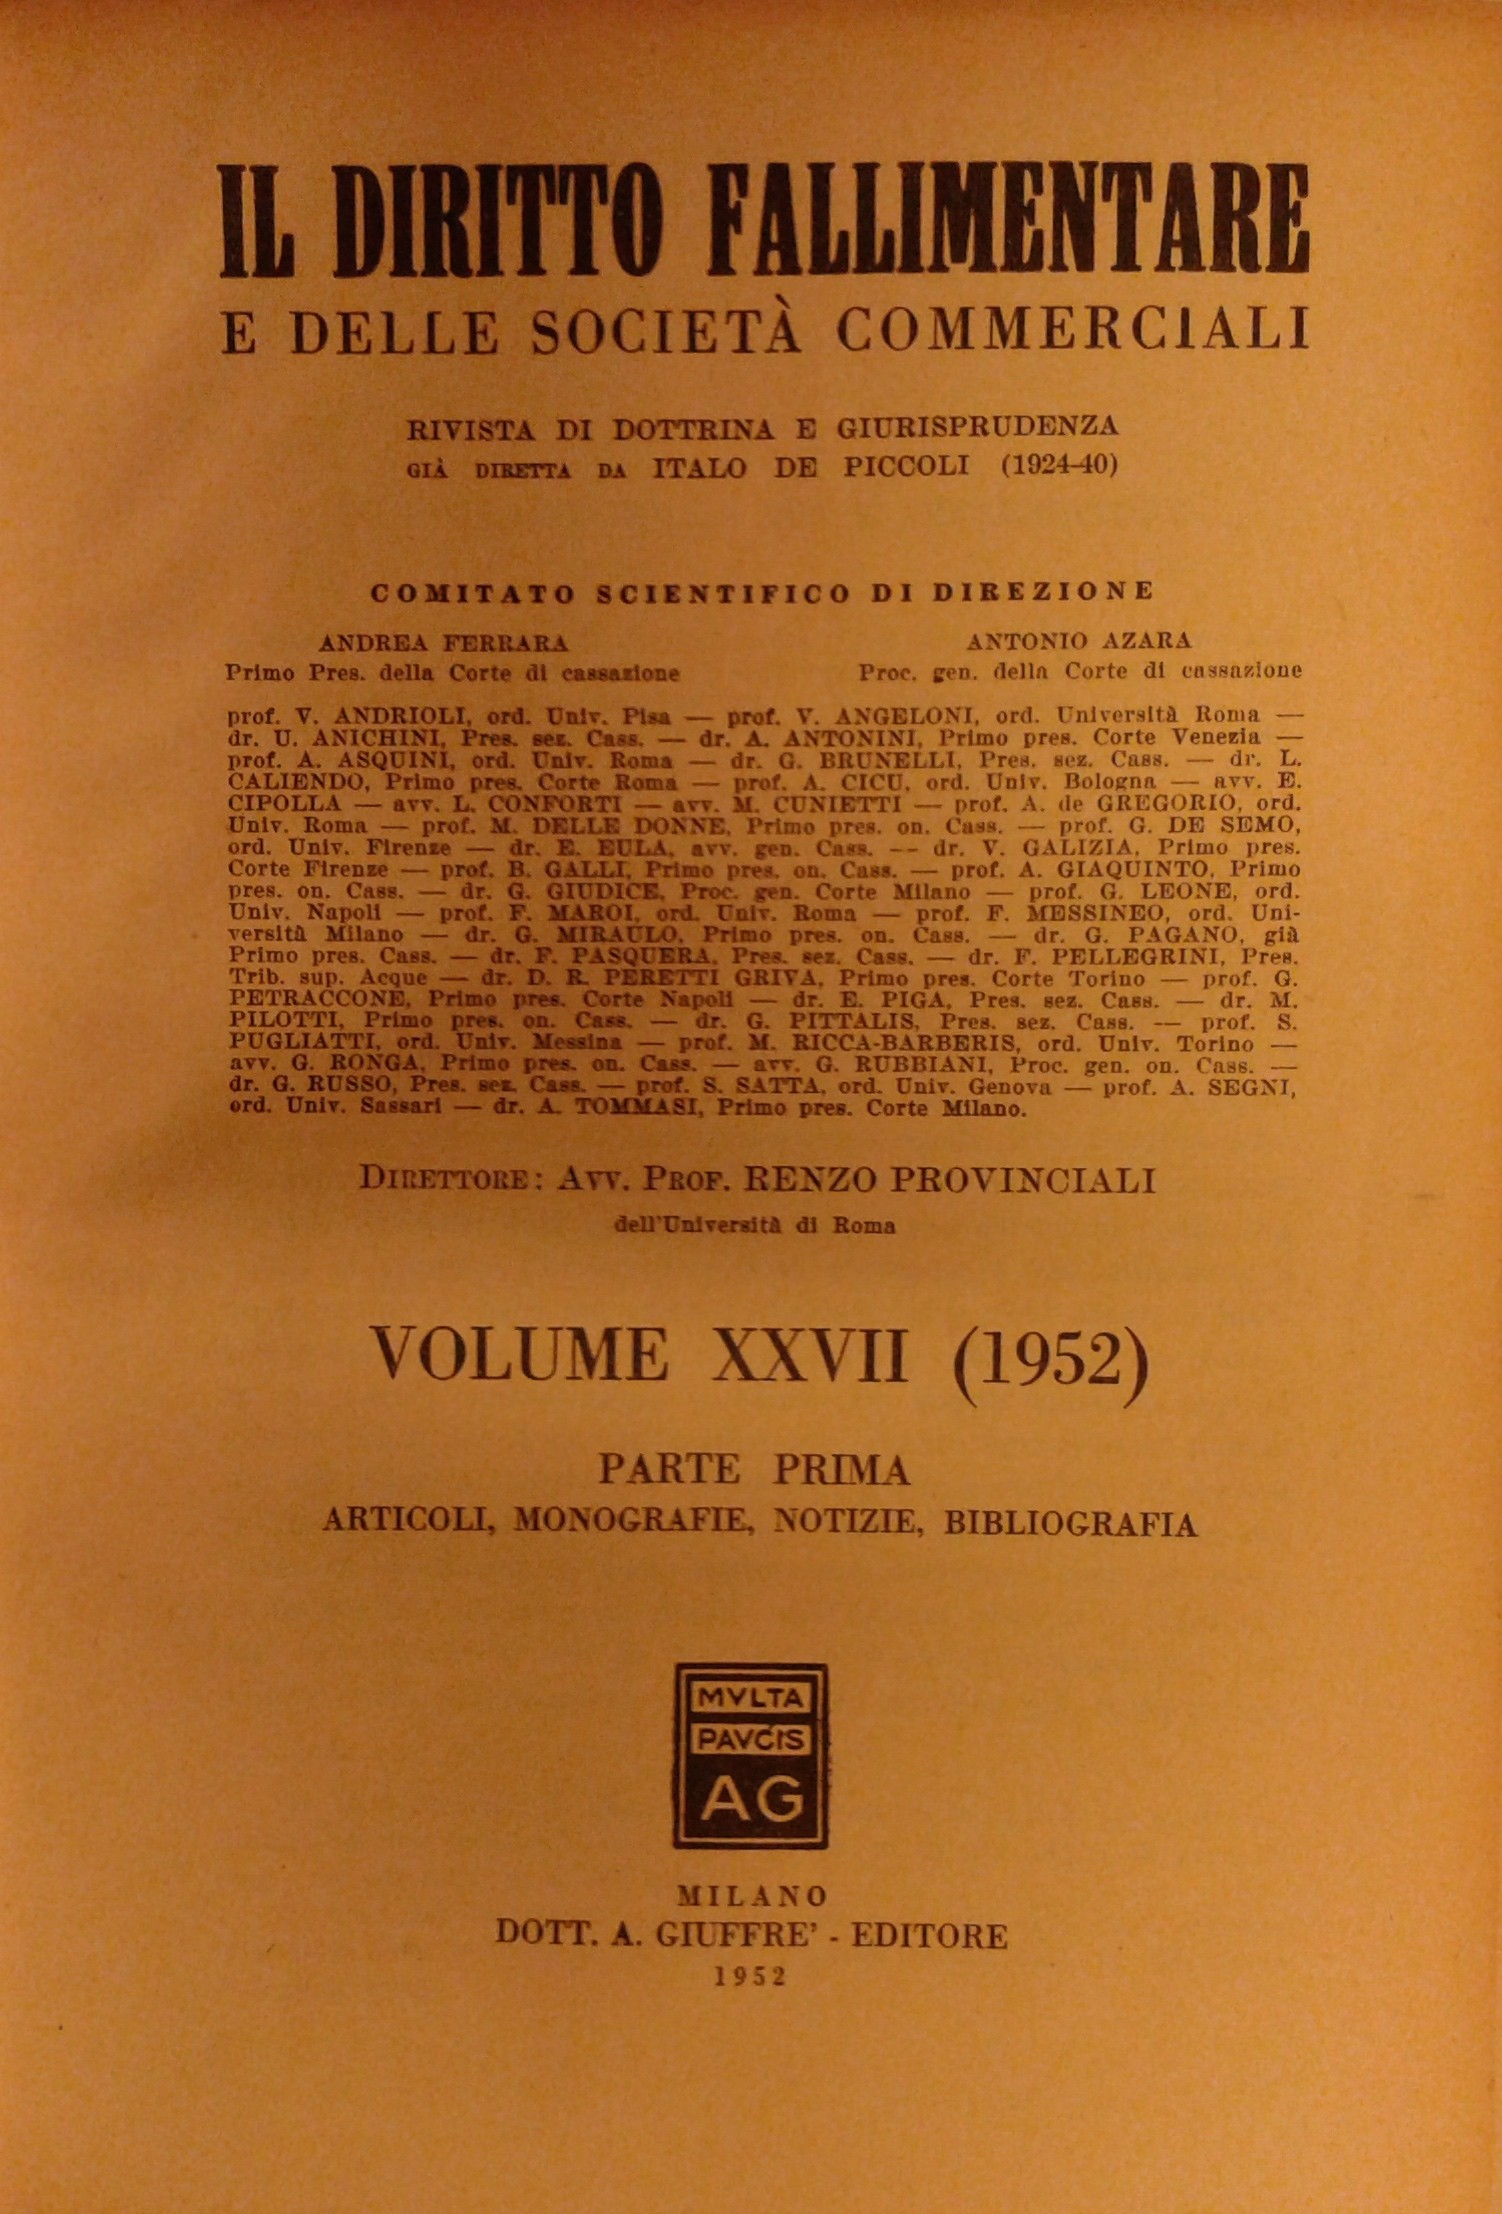 IL DIRITTO FALLIMENTARE
E DELLE SOCIETÀ COMMERCIALI
RIVISTA DI DOTTRINA E GIURISPRUDENZA
GIÀ DIRETTA DA ITALO DE PICCOLI (1924-40)
COMITATO SCIENTIFICO DI DIREZIONE
ANDREA FERRARA ANTONIO AZARA
Primo Pres. della Corte di cassazione Proc. gen. della Corte di cassazione
prof. V. ANDRIOLI, ord. Univ. Pisa — prof. V. ANGELONI, ord. Università Roma —
dr. U. ANICHINI, Pres. sez. Cass. — dr. A. ANTONINI, Primo pres. Corte Venezia —
prof. A. ASQUINI, ord. Univ. Roma — dr. G. BRUNELLI, Pres. sez. Cass. — dr. L.
CALIENDO, Primo pres. Corte Roma — prof. A. CICU, ord. Univ. Bologna — avv. E.
CIPOLLA — avv. L. CONFORTI — avv. M. CUNIETTI — prof. A. de GREGORIO, ord.
Univ. Roma — prof. M. DELLE DONNE, Primo pres. on. Cass. — prof. G. DE SEMO,
ord. Univ. Firenze — dr. E. EULA, avv. gen. Cass. — dr. V. GALIZIA, Primo pres.
Corte Firenze — prof. B. GALLI, Primo pres. on. Cass. — prof. A. GIAQUINTO, Primo
pres. on. Cass. — dr. G. GIUDICE, Proc. gen. Corte Milano — prof. G. LEONE, ord.
Univ. Napoli — prof. F. MAROI, ord. Univ. Roma — prof. F. MESSINEO, ord. Uni-
versità Milano — dr. G. MIRAULO, Primo pres. on. Cass. — dr. G. PAGANO, già
Primo pres. Cass. — dr. F. PASQUERA, Pres. sez. Cass. — dr. F. PELLEGRINI, Pres.
Trib. sup. Acque — dr. D. R. PERETTI GRIVA, Primo pres. Corte Torino — prof. G.
PETRACCONE, Primo pres. Corte Napoli — dr. E. PIGA, Pres. sez. Cass. — dr. M.
PILOTTI, Primo pres. on. Cass. — dr. G. PITTALIS, Pres. sez. Cass. — prof. S.
PUGLIATTI, ord. Univ. Messina — prof. M. RICCA-BARBERIS, ord. Univ. Torino —
avv. G. RONGA, Primo pres. on. Cass. — avv. G. RUBBIANI, Proc. gen. on. Cass. —
dr. G. RUSSO, Pres. sez. Cass. — prof. S. SATTA, ord. Univ. Genova — prof. A. SEGNI,
ord. Univ. Sassari — dr. A. TOMMASI, Primo pres. Corte Milano.
DIRETTORE: AVV. PROF. RENZO PROVINCIALI
dell'Università di Roma
VOLUME XXVII (1952)
PARTE PRIMA
ARTICOLI, MONOGRAFIE, NOTIZIE, BIBLIOGRAFIA
MVLTA
PAVCIS
AG
MILANO
DOTT. A. GIUFFRE' - EDITORE
1952